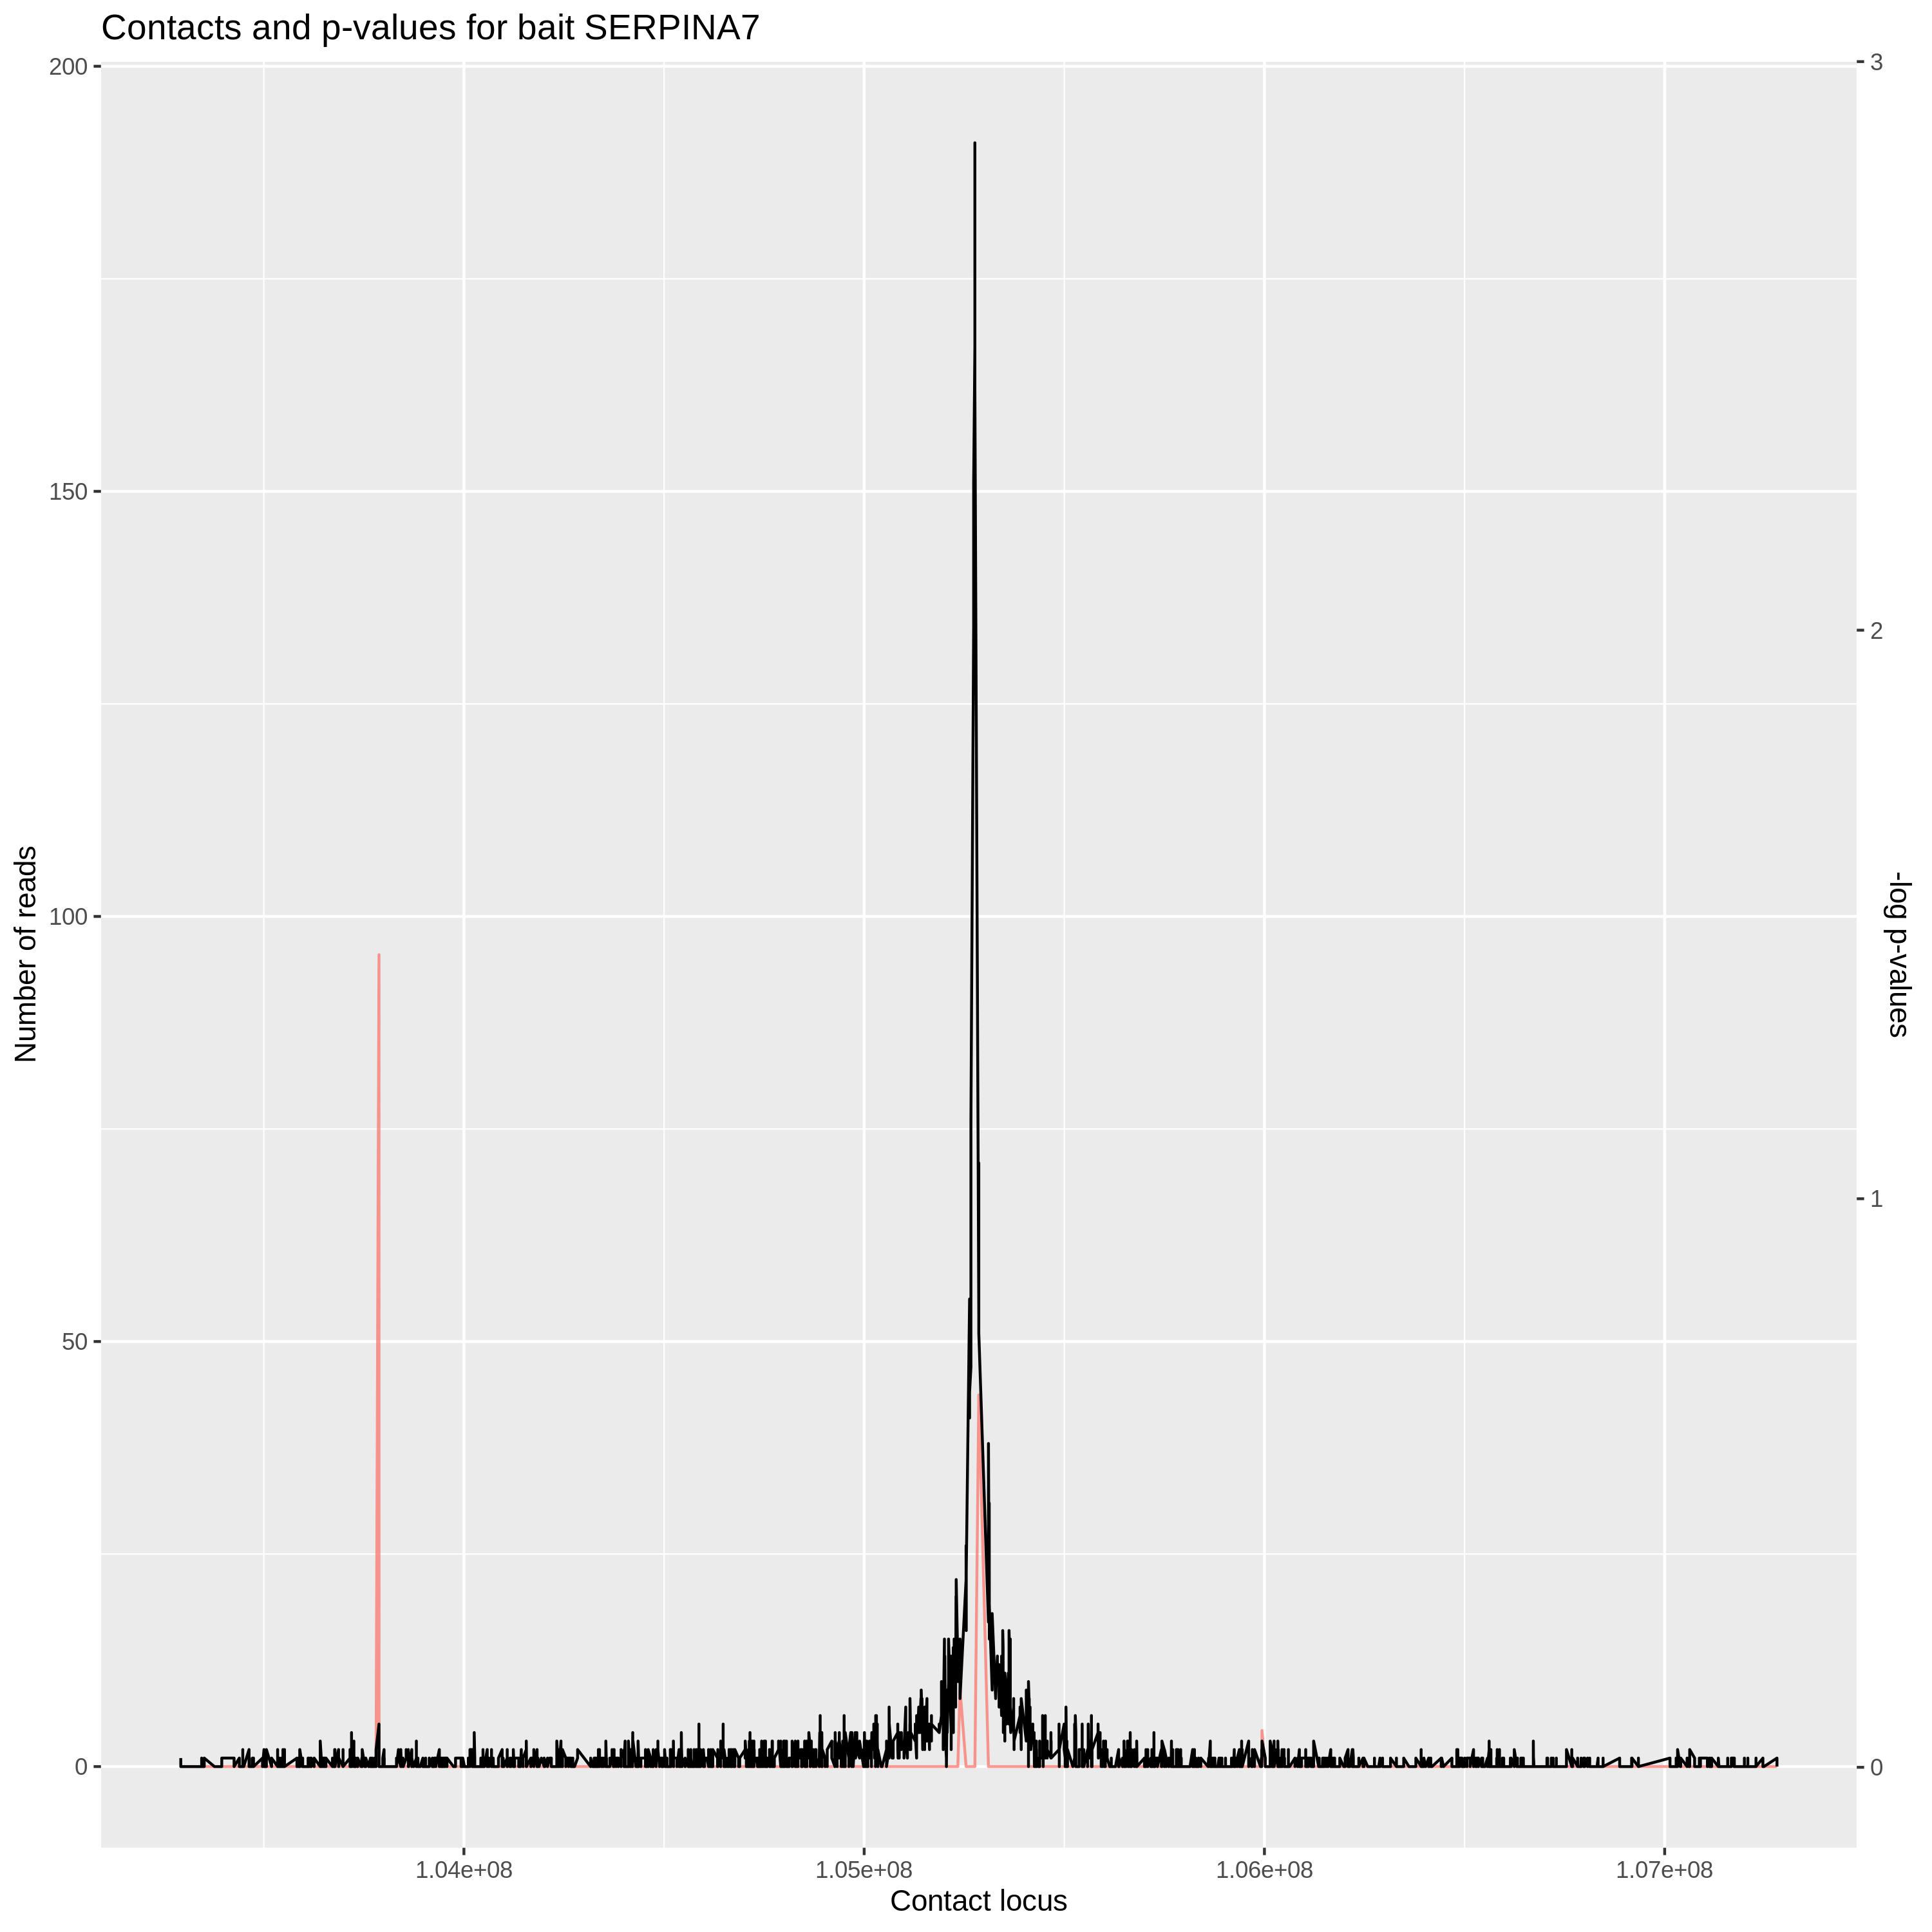 Contacts and p-values for bait SERPINA7
200
150
100
50
0
3
2
1
0
Number of reads
-log p-values
1.04e+08
1.05e+08
1.06e+08
1.07e+08
Contact locus